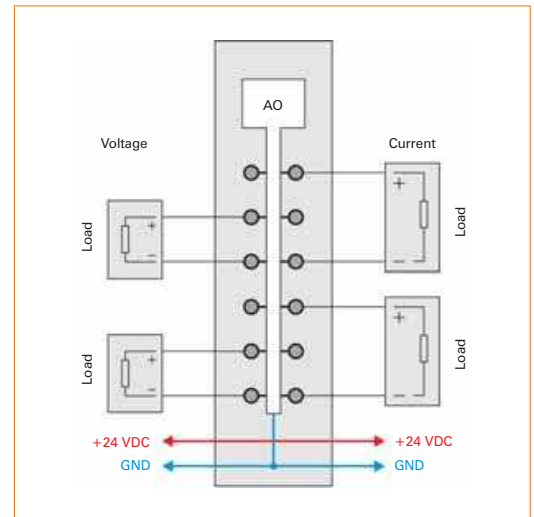 AO
Voltage
Current
+
Load
Load
+
−
−
+
Load
Load
+
−
−
+24 VDC
+24 VDC
GND
GND